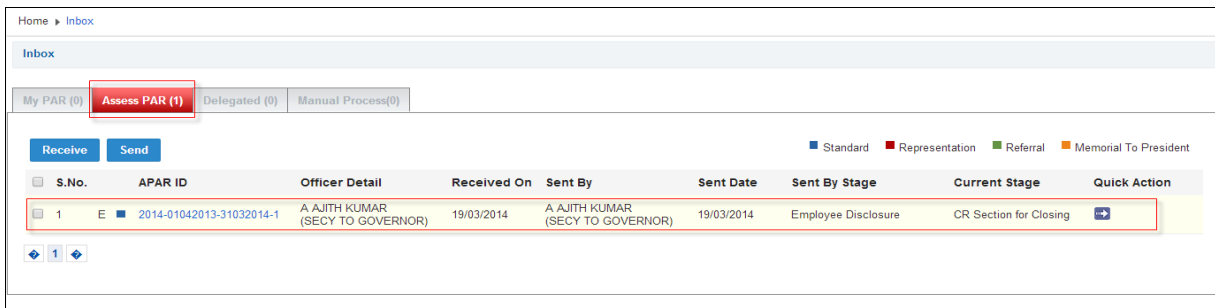 Home Inbox
Inbox
My PAR (0) Assess PAR (1) Delegated (0) Manual Process(0)
Receive Send Standard Representation Referral Memorial To President
S.No. APAR ID Officer Detail Received On Sent By Sent Date Sent By Stage Current Stage Quick Action
1 E 2014-01042013-31032014-1 A AJITH KUMAR (SECY TO GOVERNOR) 19/03/2014 A AJITH KUMAR (SECY TO GOVERNOR) 19/03/2014 Employee Disclosure CR Section for Closing
1